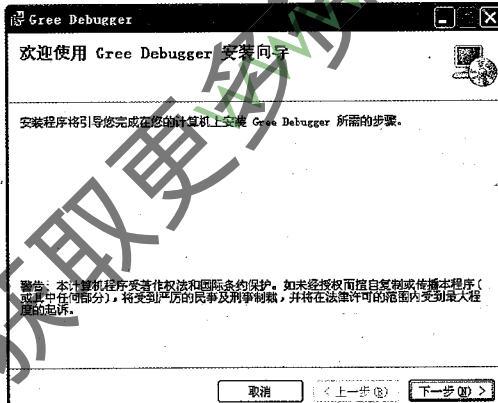 Gree Debugger
欢迎使用 Gree Debugger 安装向导
安装程序将引导您完成在您的计算机上安装 Gree Debugger 所需的步骤。
警告：本计算机程序受著作权法和国际条约保护。如未经授权而擅自复制或传播本程序(
或其中任何部分)，将受到严厉的民事及刑事制裁，并将在法律许可的范围内受到最大程
度的起诉。
取消
< 上一步(B)
下一步(N) >
获取更多
www